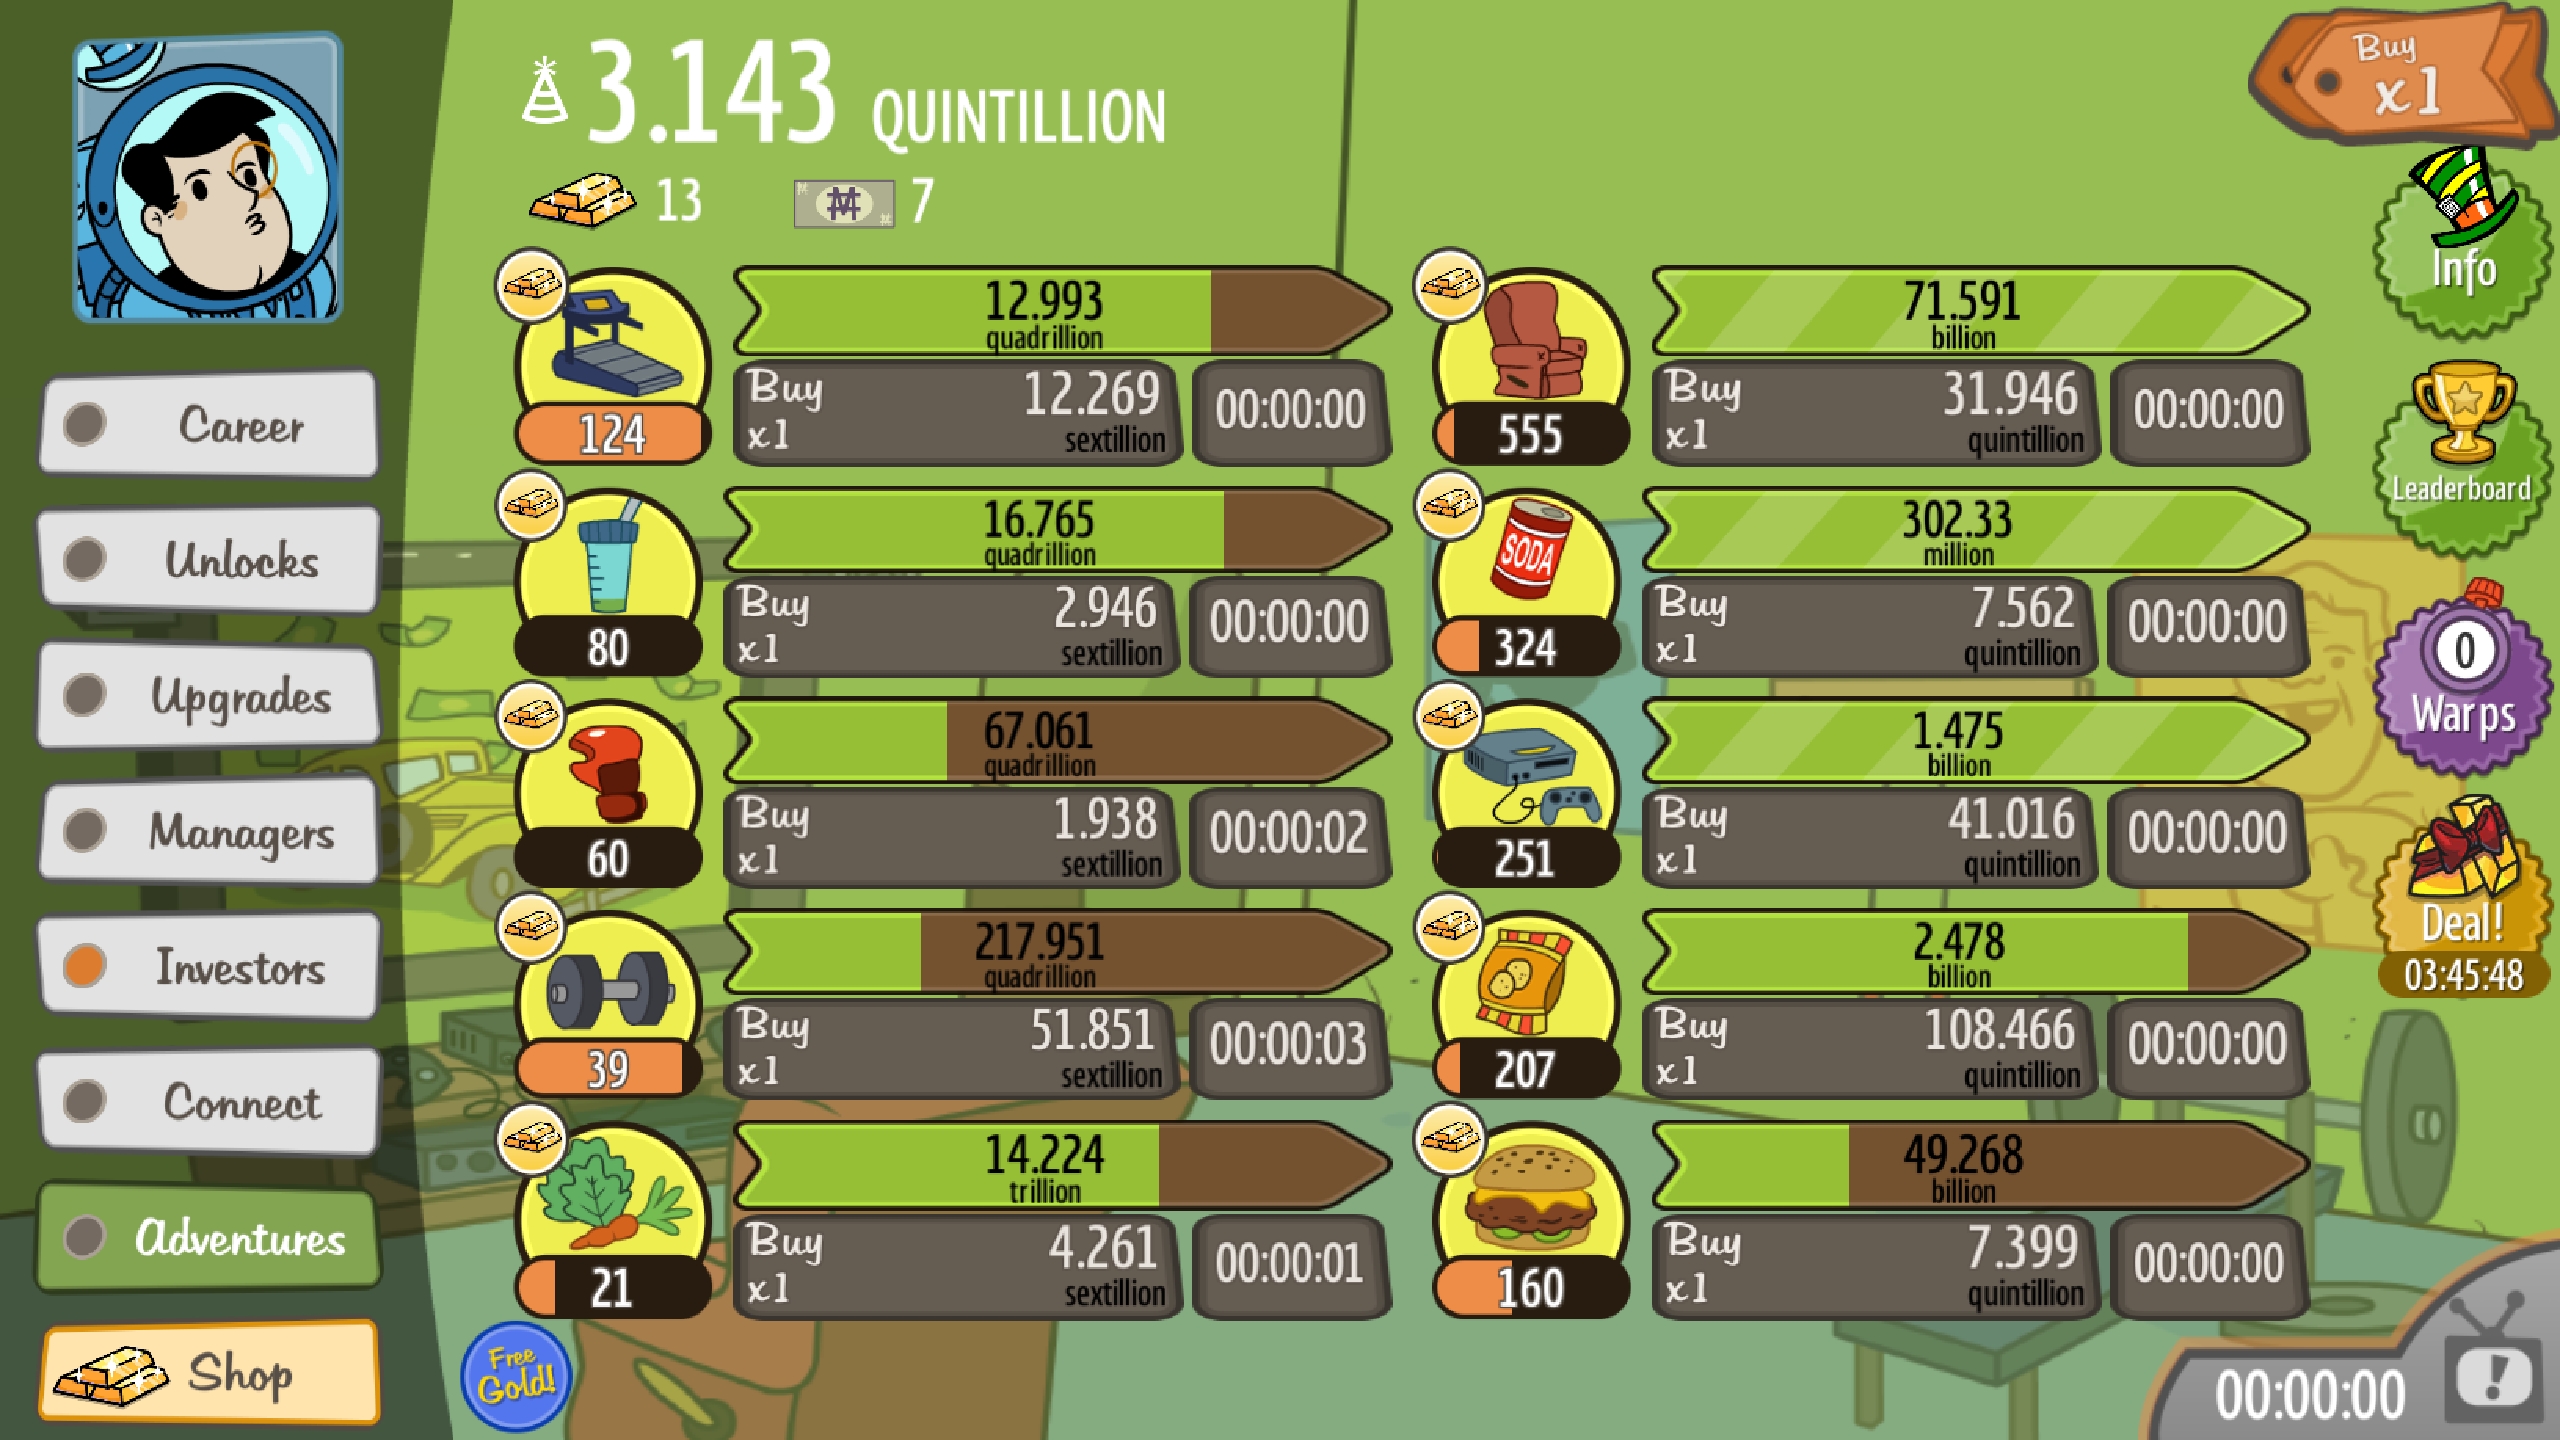 3.143 QUINTILLION
13
7
Buy
x1
Career
Unlocks
Upgrades
Managers
Investors
Connect
Adventures
Shop
12.993
quadrillion
124
Buy
x1
12.269
sextillion
00:00:00
16.765
quadrillion
80
Buy
x1
2.946
sextillion
00:00:00
67.061
quadrillion
60
Buy
x1
1.938
sextillion
00:00:02
217.951
quadrillion
39
Buy
x1
51.851
sextillion
00:00:03
14.224
trillion
21
Buy
x1
4.261
sextillion
00:00:01
71.591
billion
555
Buy
x1
31.946
quintillion
00:00:00
302.33
million
SODA
324
Buy
x1
7.562
quintillion
00:00:00
1.475
billion
251
Buy
x1
41.016
quintillion
00:00:00
2.478
billion
207
Buy
x1
108.466
quintillion
00:00:00
49.268
billion
160
Buy
x1
7.399
quintillion
00:00:00
Info
Leaderboard
0
Warps
Deal!
03:45:48
Free
Gold!
00:00:00
!